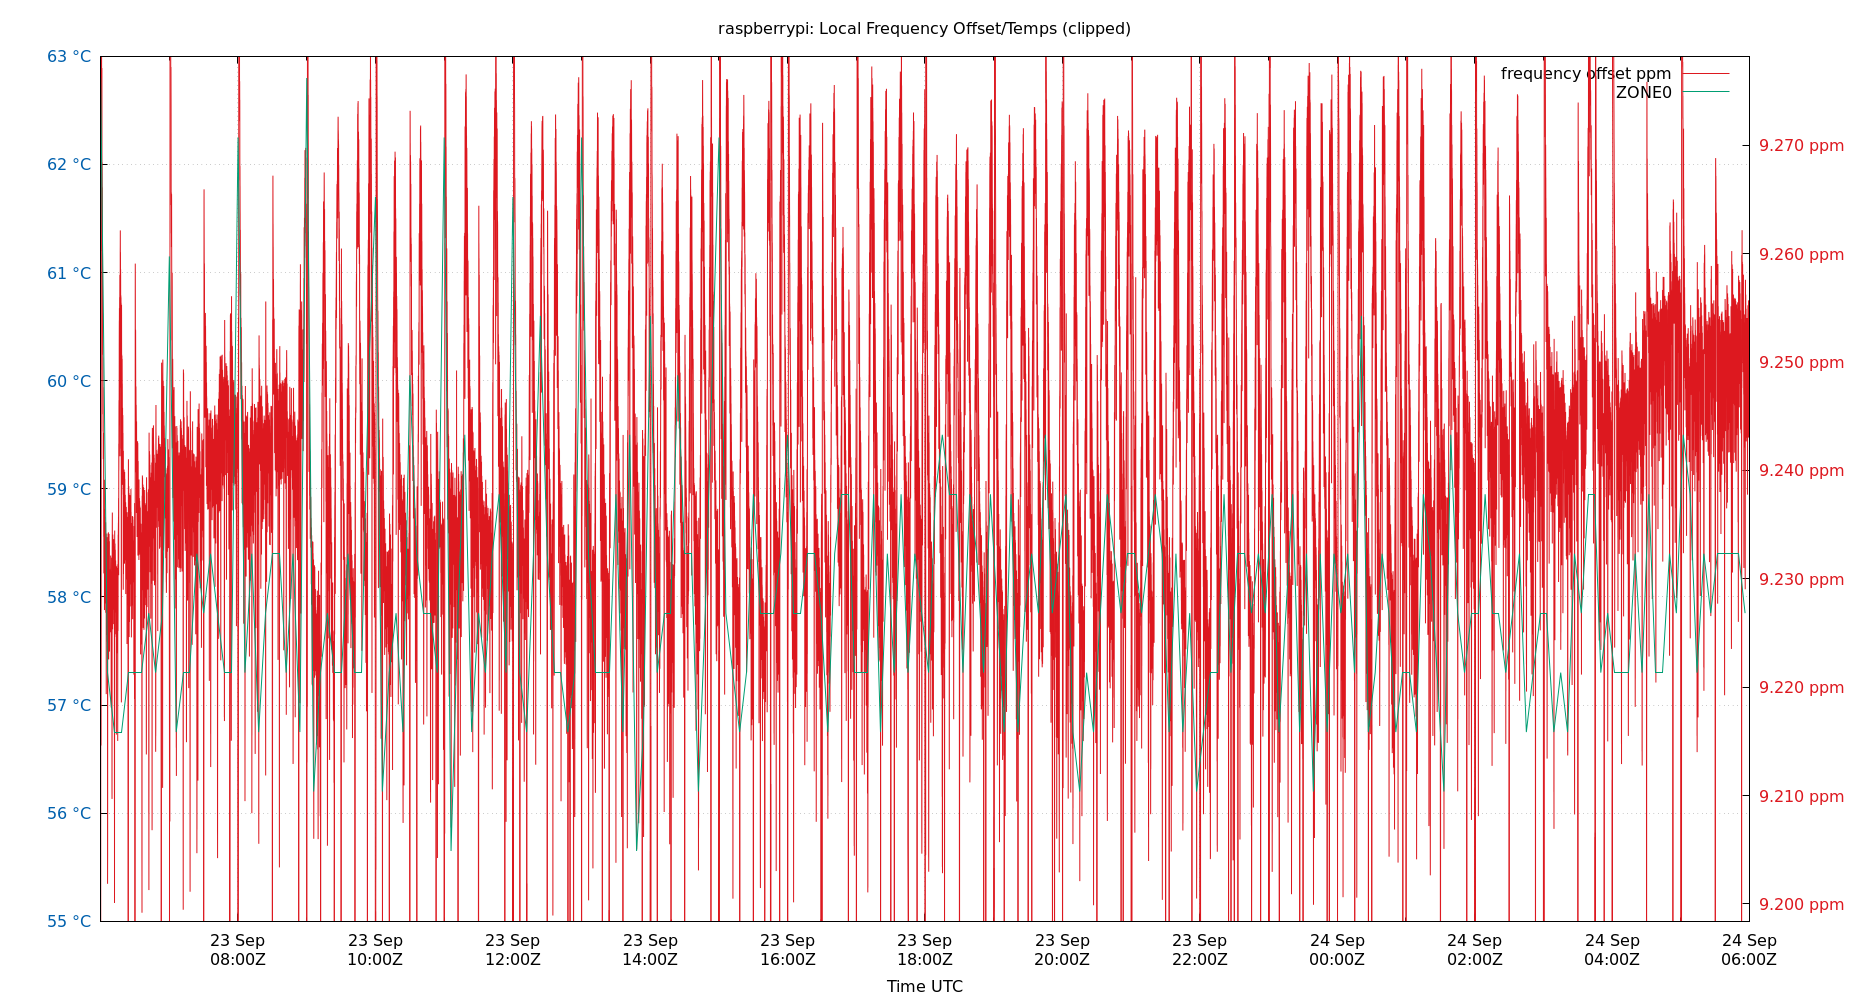 raspberrypi: Local Frequency Offset/Temps (clipped)
63 °C
62 °C
61 °C
60 °C
59 °C
58 °C
57 °C
56 °C
55 °C
frequency offset ppm
ZONE0
9.270 ppm
9.260 ppm
9.250 ppm
9.240 ppm
9.230 ppm
9.220 ppm
9.210 ppm
9.200 ppm
23 Sep 23 Sep 23 Sep 23 Sep 23 Sep 23 Sep 23 Sep 23 Sep 24 Sep 24 Sep 24 Sep 24 Sep
08:00Z 10:00Z 12:00Z 14:00Z 16:00Z 18:00Z 20:00Z 22:00Z 00:00Z 02:00Z 04:00Z 06:00Z
Time UTC